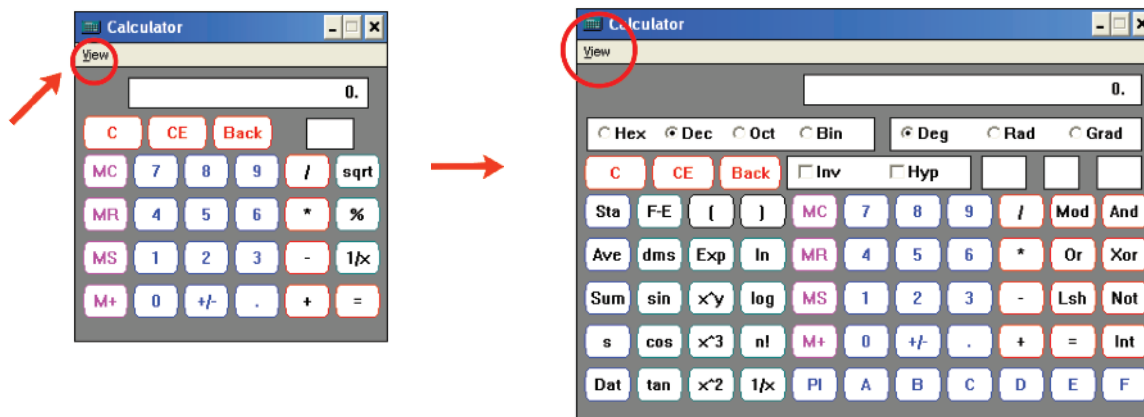 Calculator
View
0.
C CE Back
MC 7 8 9 / sqrt
MR 4 5 6 * %
MS 1 2 3 - 1/x
M+ 0 +/- . + =
Calculator
View
0.
Hex Dec Oct Bin Deg Rad Grad
C CE Back Inv Hyp
Sta F-E ( ) MC 7 8 9 / Mod And
Ave dms Exp ln MR 4 5 6 * Or Xor
Sum sin x^y log MS 1 2 3 - Lsh Not
s cos x^3 n! M+ 0 +/- . + = Int
Dat tan x^2 1/x PI A B C D E F